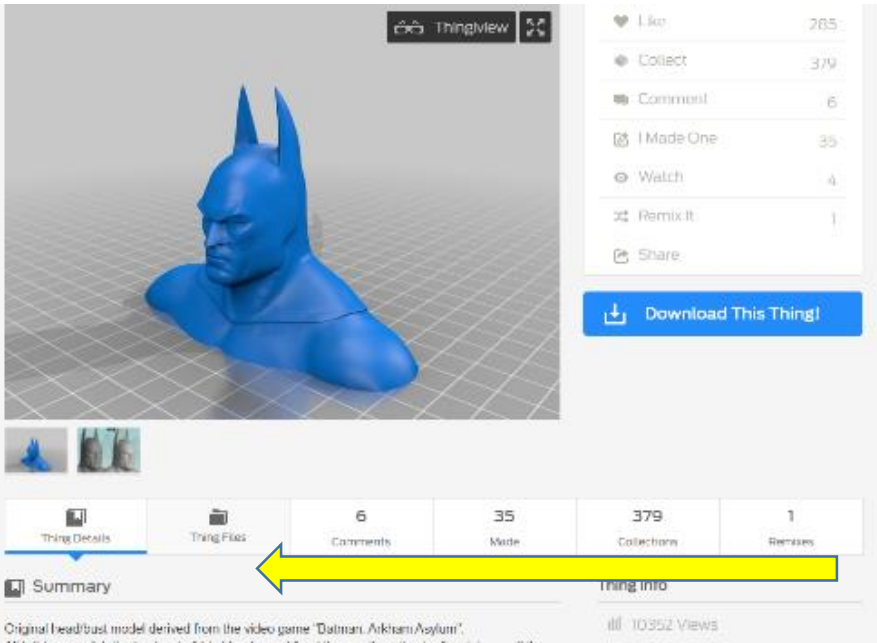 Thingiview
Like 285
Collect 379
Comment 6
I Made One 35
Watch 4
Remix It 1
Share
Download This Thing!
Thing Details
Thing Files
6 Comments
35 Made
379 Collections
1 Remixes
Summary
Thing Info
Original head/bust model derived from the video game "Batman: Arkham Asylum".
10352 Views